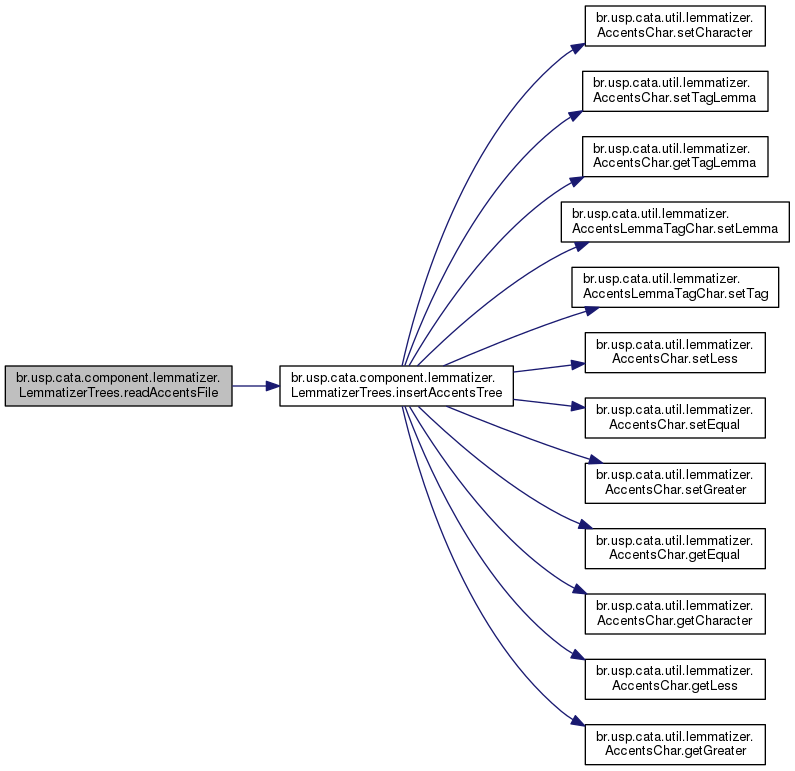 br.usp.cata.component.lemmatizer.
LemmatizerTrees.readAccentsFile
br.usp.cata.component.lemmatizer.
LemmatizerTrees.insertAccentsTree
br.usp.cata.util.lemmatizer.
AccentsChar.setCharacter
br.usp.cata.util.lemmatizer.
AccentsChar.setTagLemma
br.usp.cata.util.lemmatizer.
AccentsChar.getTagLemma
br.usp.cata.util.lemmatizer.
AccentsLemmaTagChar.setLemma
br.usp.cata.util.lemmatizer.
AccentsLemmaTagChar.setTag
br.usp.cata.util.lemmatizer.
AccentsChar.setLess
br.usp.cata.util.lemmatizer.
AccentsChar.setEqual
br.usp.cata.util.lemmatizer.
AccentsChar.setGreater
br.usp.cata.util.lemmatizer.
AccentsChar.getEqual
br.usp.cata.util.lemmatizer.
AccentsChar.getCharacter
br.usp.cata.util.lemmatizer.
AccentsChar.getLess
br.usp.cata.util.lemmatizer.
AccentsChar.getGreater